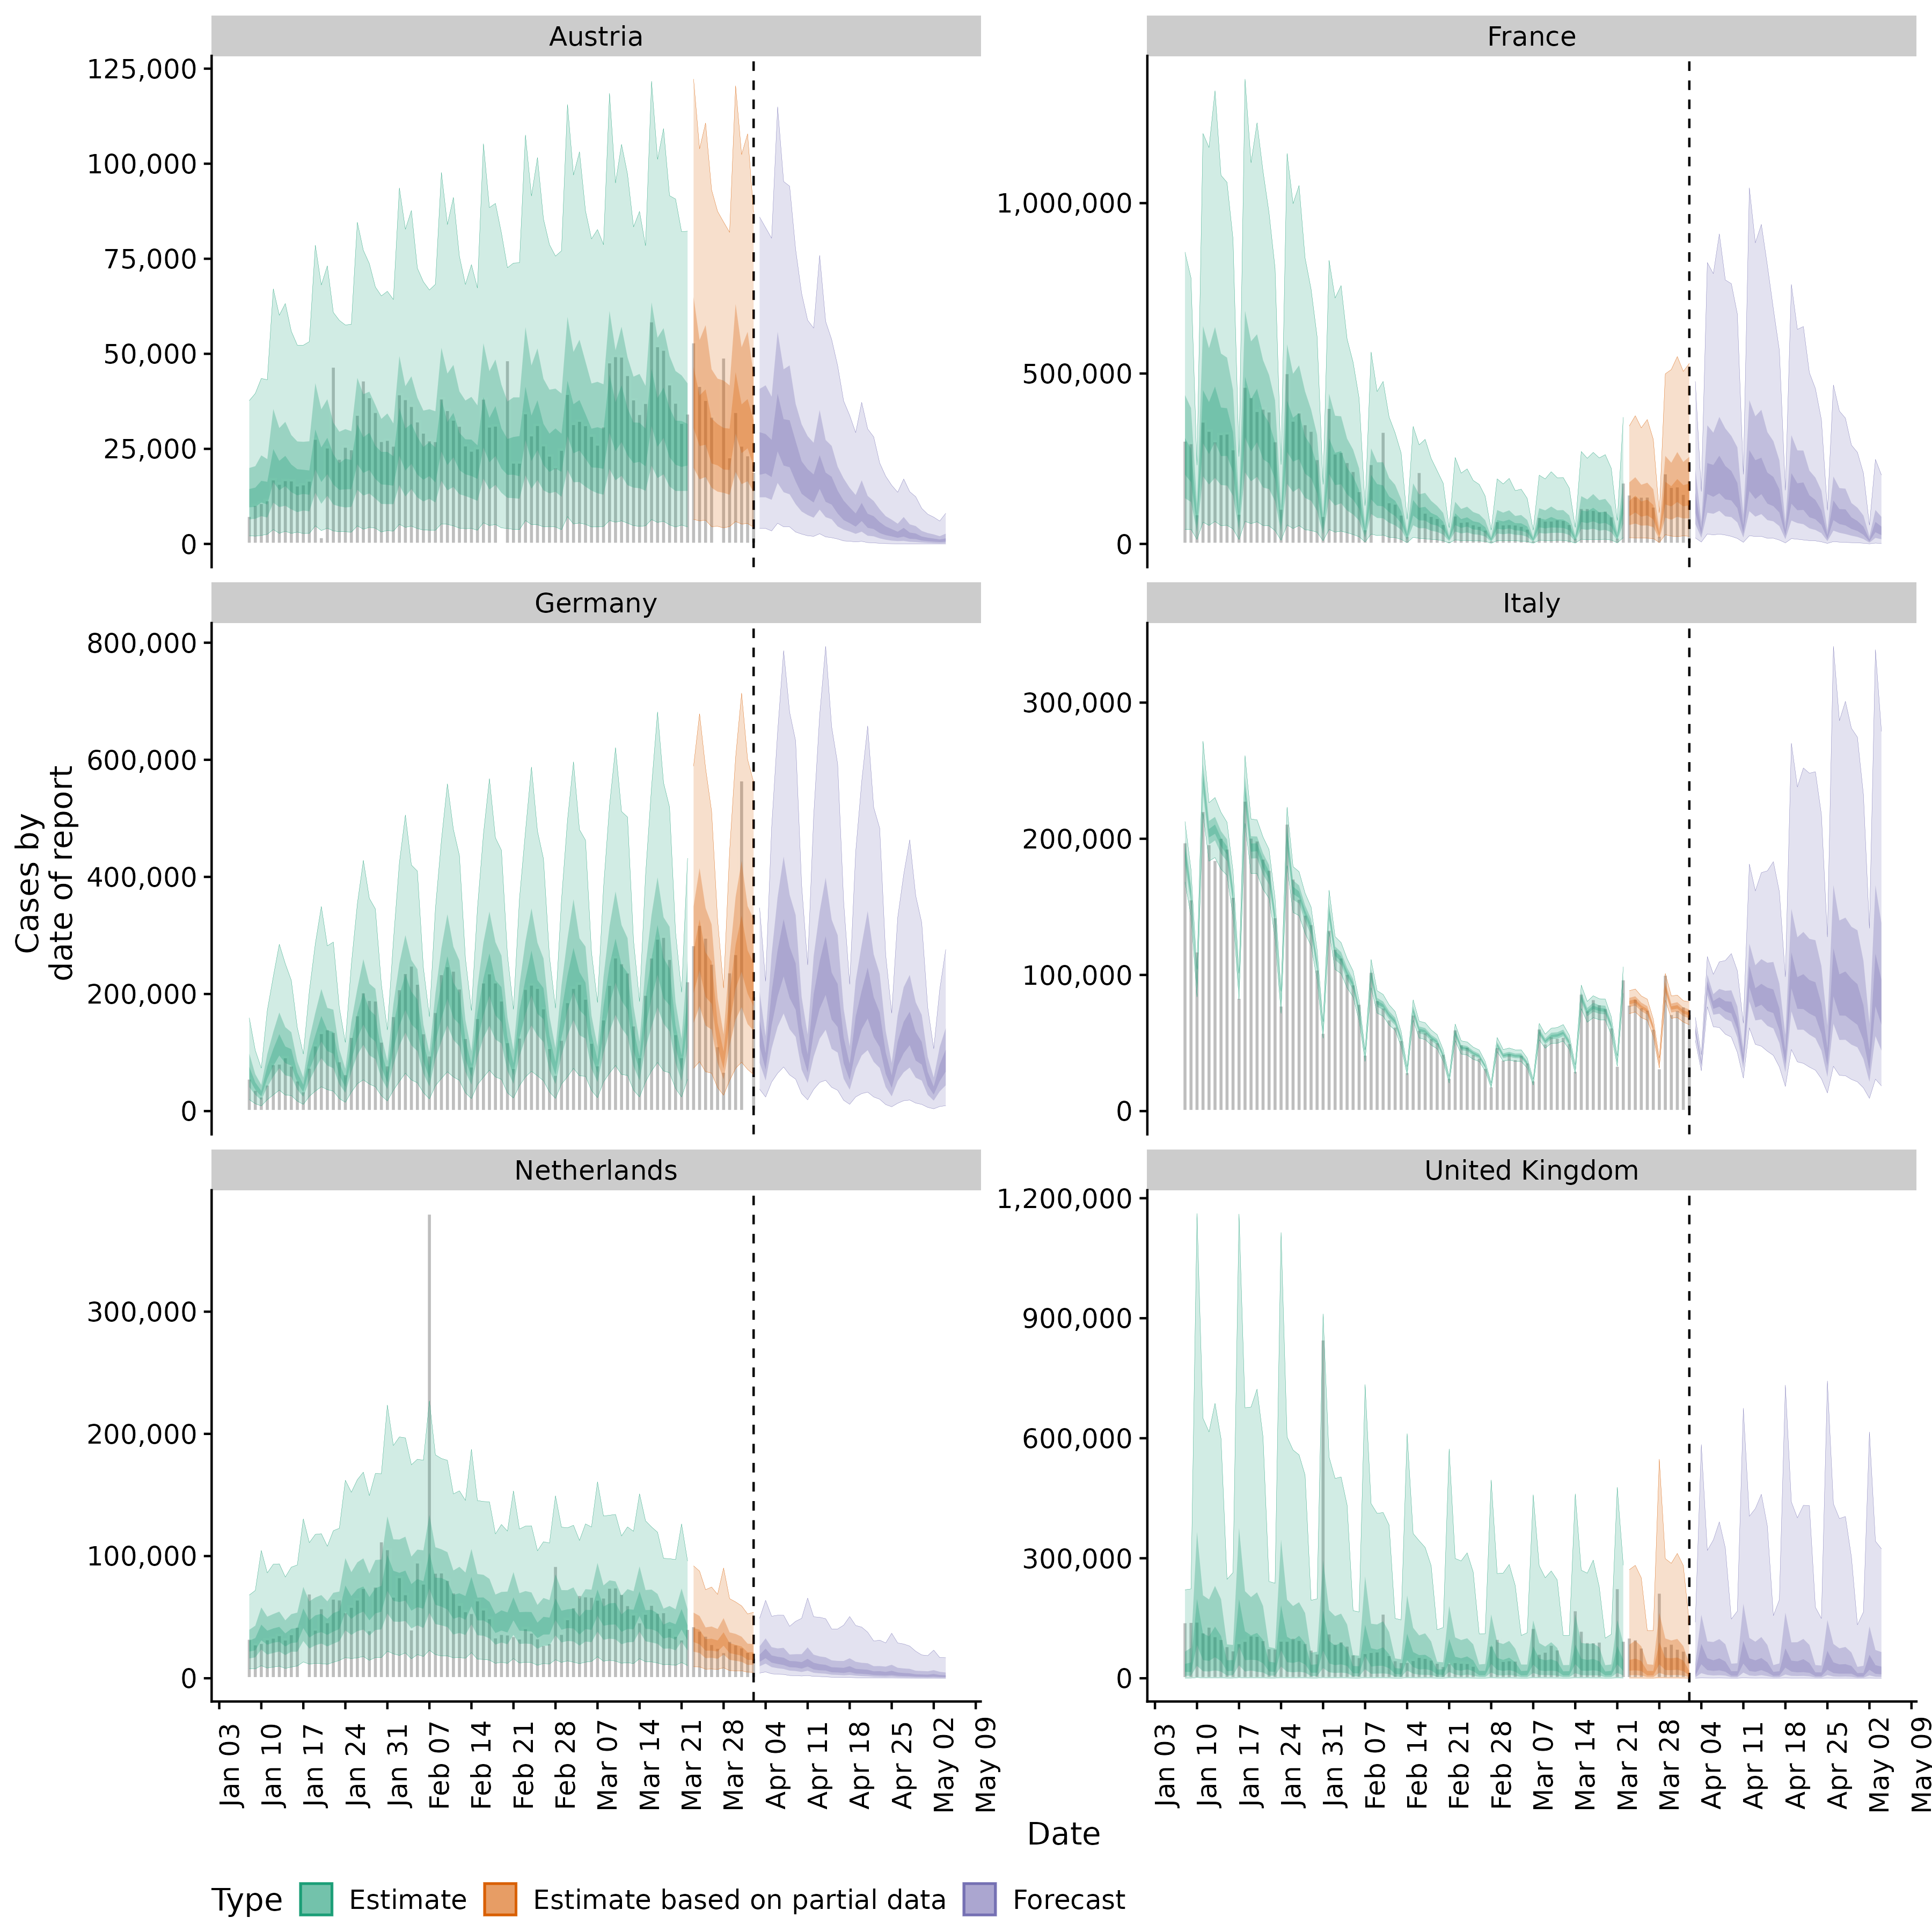 Austria
France
125,000
100,000
75,000
50,000
25,000
0
1,000,000
500,000
0
Germany
Italy
800,000
600,000
400,000
200,000
0
300,000
200,000
100,000
0
Cases by
date of report
Netherlands
United Kingdom
300,000
200,000
100,000
0
1,200,000
900,000
600,000
300,000
0
Jan 03
Jan 10
Jan 17
Jan 24
Jan 31
Feb 07
Feb 14
Feb 21
Feb 28
Mar 07
Mar 14
Mar 21
Mar 28
Apr 04
Apr 11
Apr 18
Apr 25
May 02
May 09
Jan 03
Jan 10
Jan 17
Jan 24
Jan 31
Feb 07
Feb 14
Feb 21
Feb 28
Mar 07
Mar 14
Mar 21
Mar 28
Apr 04
Apr 11
Apr 18
Apr 25
May 02
May 09
Date
Type Estimate Estimate based on partial data Forecast